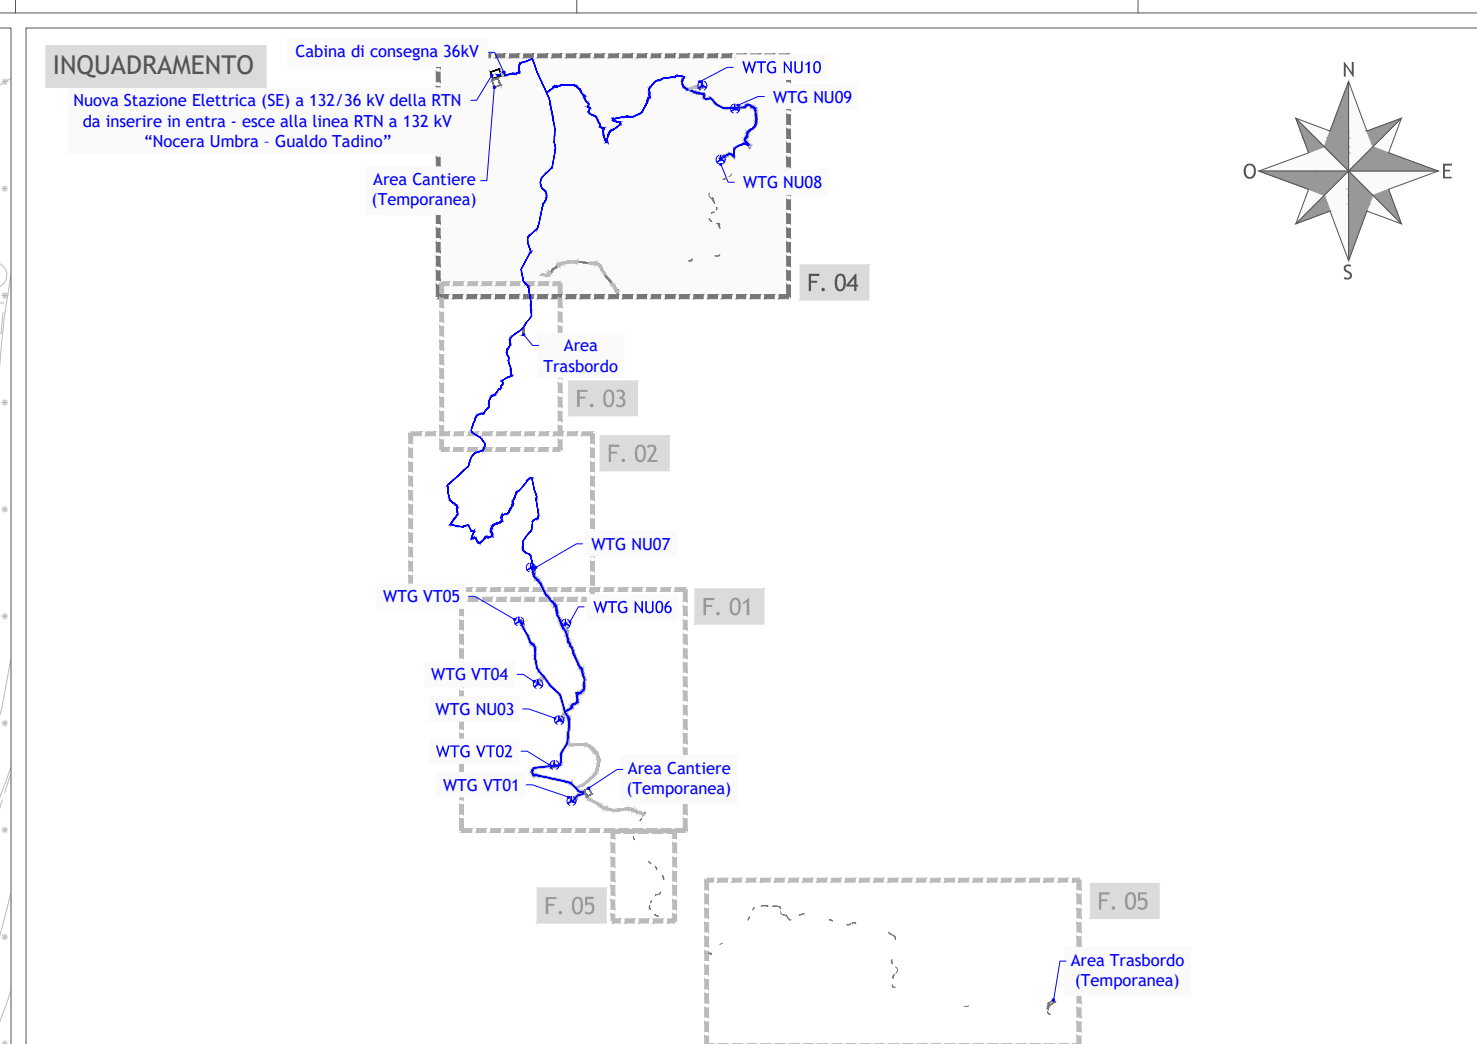 INQUADRAMENTO
Cabina di consegna 36kV
Nuova Stazione Elettrica (SE) a 132/36 kV della RTN
da inserire in entra - esce alla linea RTN a 132 kV
“Nocera Umbra - Gualdo Tadino”
Area Cantiere
(Temporanea)
WTG NU10
WTG NU09
WTG NU08
F. 04
N
O
E
S
Area
Trasbordo
F. 03
F. 02
WTG NU07
WTG VT05
WTG NU06
F. 01
WTG VT04
WTG NU03
WTG VT02
WTG VT01
Area Cantiere
(Temporanea)
F. 05
F. 05
Area Trasbordo
(Temporanea)